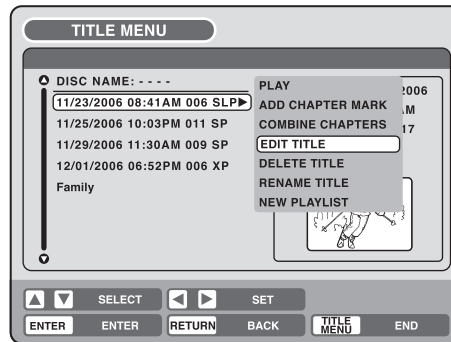 TITLE MENU
DISC NAME: - - - -
11/23/2006 08:41AM 006 SLP
11/25/2006 10:03PM 011 SP
11/29/2006 11:30AM 009 SP
12/01/2006 06:52PM 006 XP
Family
PLAY
ADD CHAPTER MARK
COMBINE CHAPTERS
EDIT TITLE
DELETE TITLE
RENAME TITLE
NEW PLAYLIST
2006
AM
17
SELECT SET
ENTER ENTER RETURN BACK TITLE MENU END